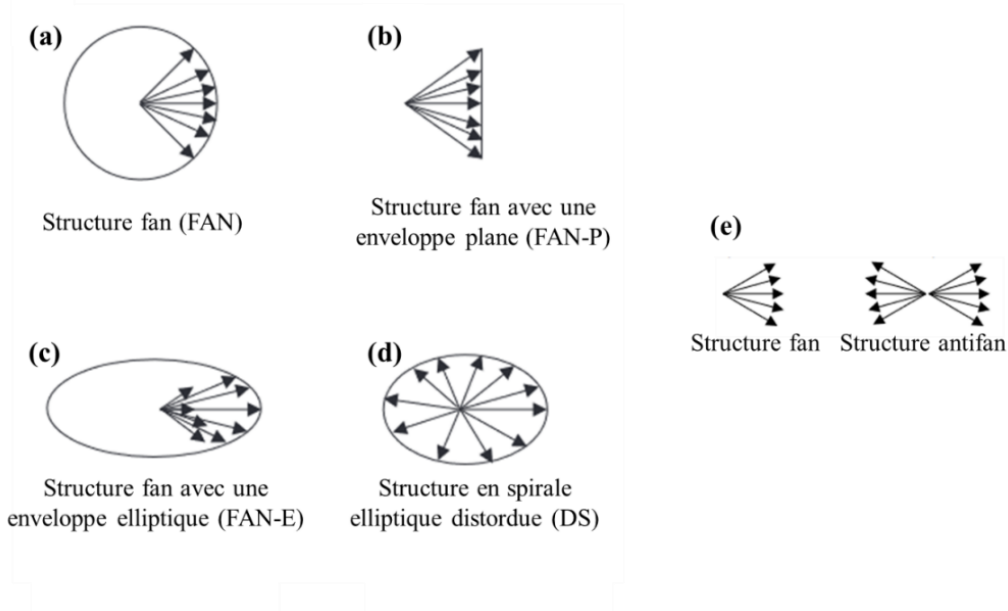 (a)
Structure fan (FAN)
(b)
Structure fan avec une
enveloppe plane (FAN-P)
(c)
Structure fan avec une
enveloppe elliptique (FAN-E)
(d)
Structure en spirale
elliptique distordue (DS)
(e)
Structure fan
Structure antifan